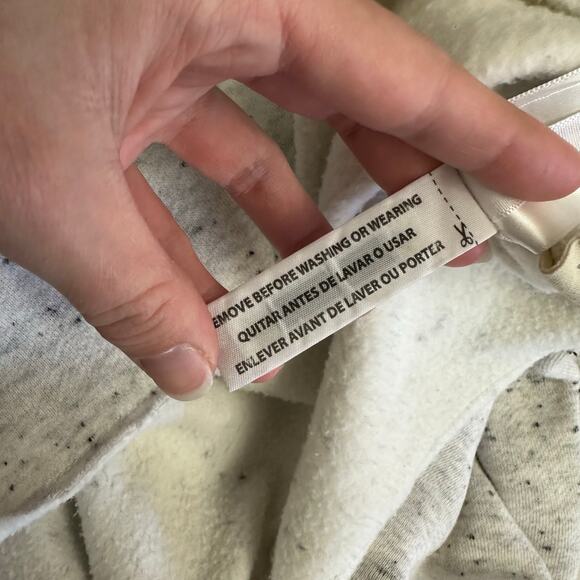 EMOVE BEFORE WASHING OR WEARING
QUITAR ANTES DE LAVAR O USAR
ENLEVER AVANT DE LAVER OU PORTER